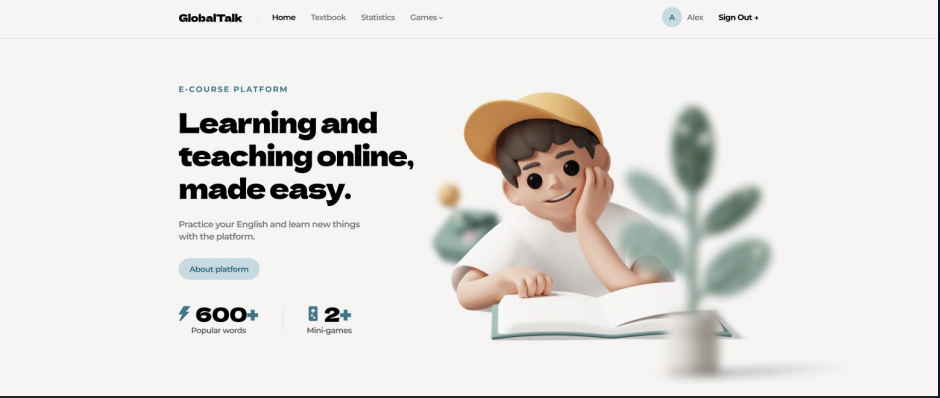 GlobalTalk
Home
Textbook
Statistics
Games
A
Alex
Sign Out →
E-COURSE PLATFORM
Learning and
teaching online,
made easy.
Practice your English and learn new things
with the platform.
About platform
600+
Popular words
2+
Mini-games